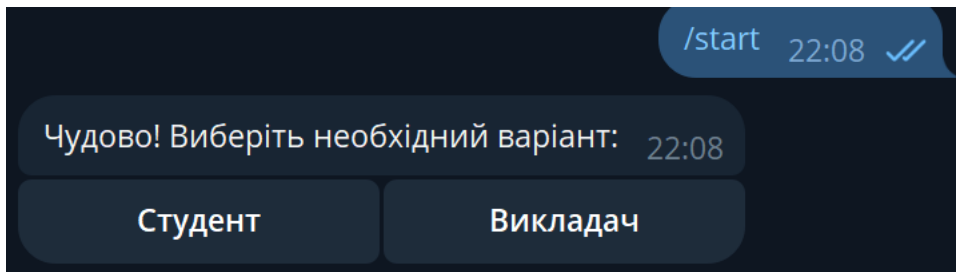 /start 22:08
Чудово! Виберіть необхідний варіант: 22:08
Студент Викладач